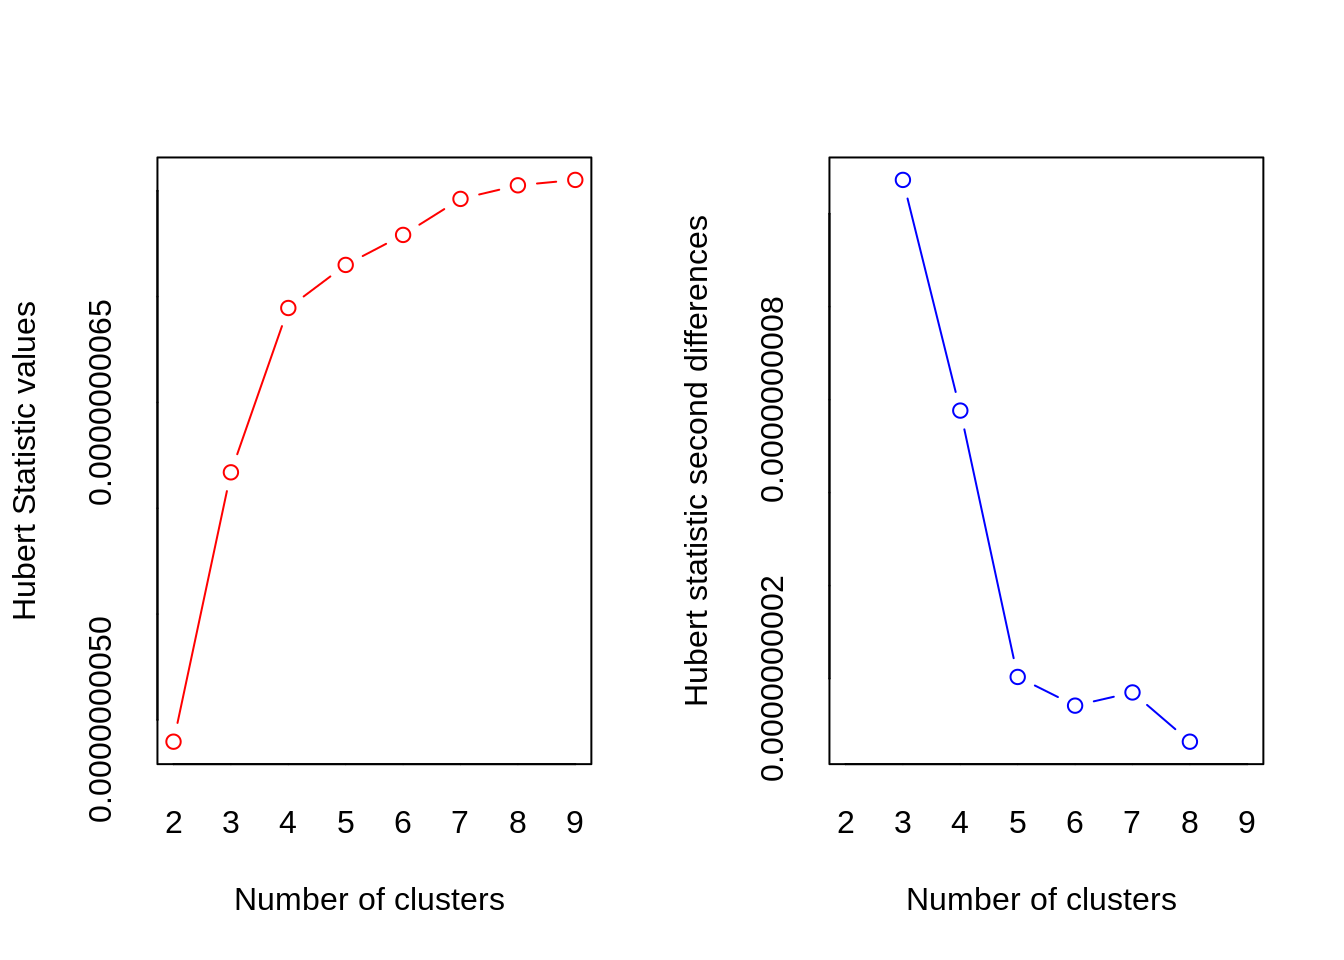 Hubert Statistic values
0.0000000050
0.0000000065
2 3 4 5 6 7 8 9
Number of clusters
Hubert statistic second differences
0.0000000002
0.0000000008
2 3 4 5 6 7 8 9
Number of clusters